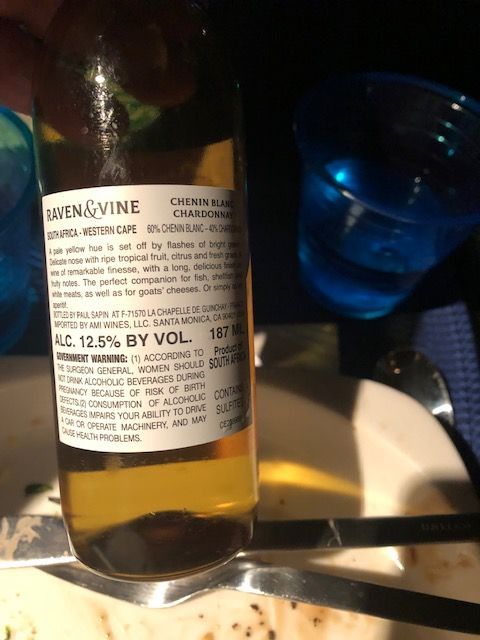 RAVEN&VINE
CHENIN BLANC
CHARDONNAY
SOUTH AFRICA - WESTERN CAPE 60% CHENIN BLANC - 40%
A pale yellow hue is set off by flashes of bright
Delicate nose with ripe tropical fruit, citrus and fresh
wine of remarkable finesse, with a long, delicious finish
fruity notes. The perfect companion for fish, shellfish
white meats, as well as for goats' cheeses. Or simply as
aperitif.
BOTTLED BY PAUL SAPIN AT F-71570 LA CHAPELLE DE GUINCHAY - FRANCE
IMPORTED BY AMI WINES, LLC. SANTA MONICA, CA
ALC. 12.5% BY VOL. 187 ML
Product of
SOUTH AFRICA
GOVERNMENT WARNING: (1) ACCORDING TO
THE SURGEON GENERAL, WOMEN SHOULD
NOT DRINK ALCOHOLIC BEVERAGES DURING
PREGNANCY BECAUSE OF RISK OF BIRTH
DEFECTS.(2) CONSUMPTION OF ALCOHOLIC
BEVERAGES IMPAIRS YOUR ABILITY TO DRIVE
A CAR OR OPERATE MACHINERY, AND MAY
CAUSE HEALTH PROBLEMS.
CONTAINS
SULFITES